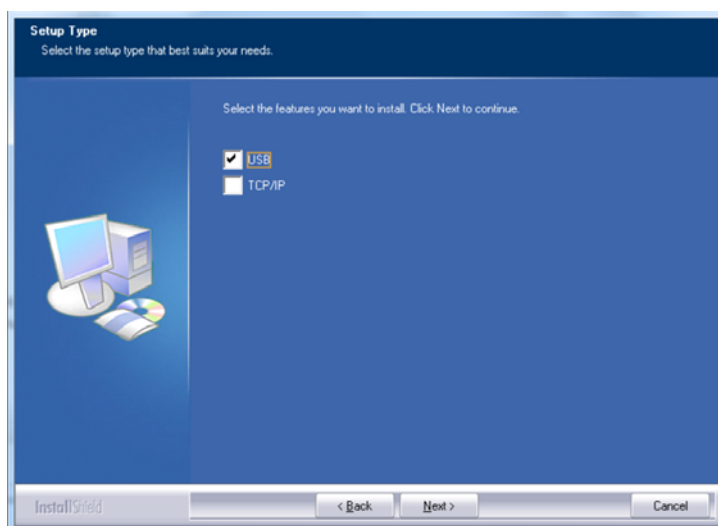 Setup Type
Select the setup type that best suits your needs.
Select the features you want to install. Click Next to continue.
USB
TCP/IP
InstallShield
< Back
Next >
Cancel